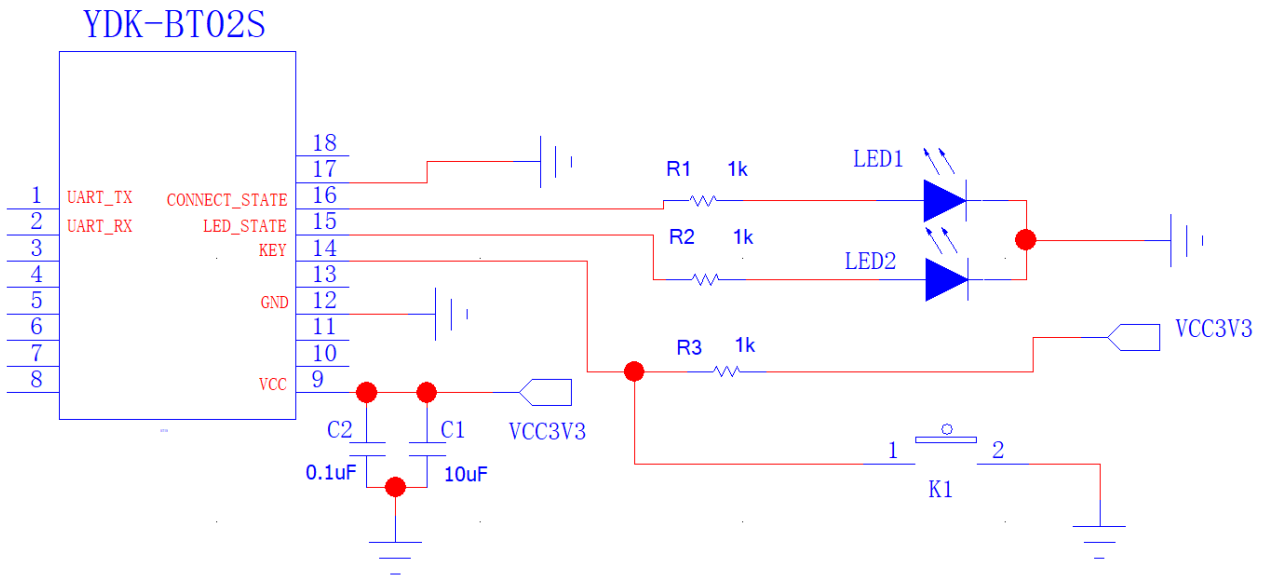 YDK-BT02S
18
17
1 UART_TX CONNECT_STATE 16
2 UART_RX LED_STATE 15
3 KEY 14
4 13
5 GND 12
6 11
7 10
8 VCC 9
R1 1k LED1
R2 1k
LED2
R3 1k VCC3V3
C2 C1 VCC3V3
0.1uF 10uF
1 2
K1